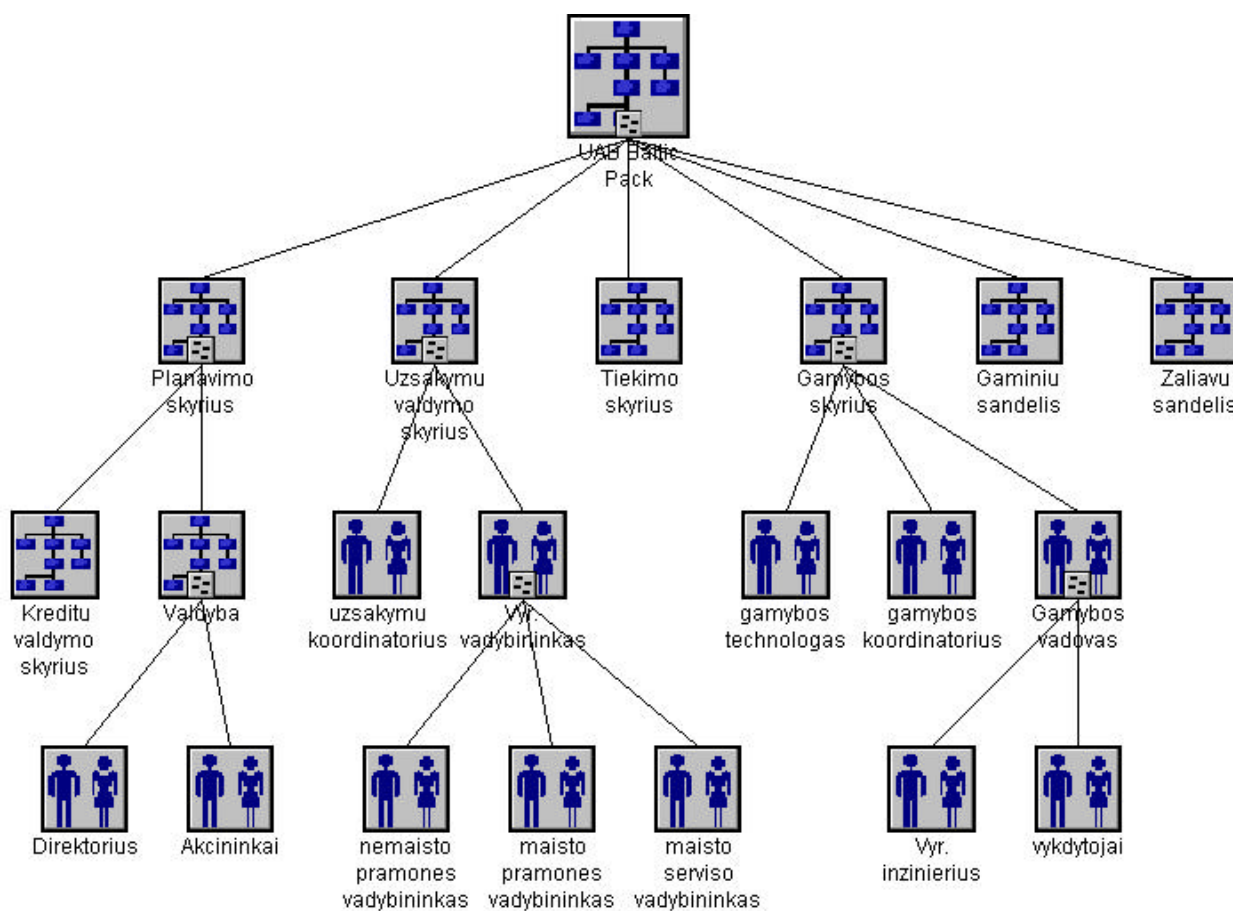 UAB Baltic
Pack
Planavimo
skyrius
Uzsakymu
valdymo
skyrius
Tiekimo
skyrius
Gamybos
skyrius
Gaminiu
sandelis
Zaliavu
sandelis
Kreditu
valdymo
skyrius
Valdyba
uzsakymu
koordinatorius
Vyr.
vadybininkas
gamybos
technologas
gamybos
koordinatorius
Gamybos
vadovas
Direktorius
Akcininkai
nemaisto
pramones
vadybininkas
maisto
pramones
vadybininkas
maisto
serviso
vadybininkas
Vyr.
inzinierius
vykdytojai